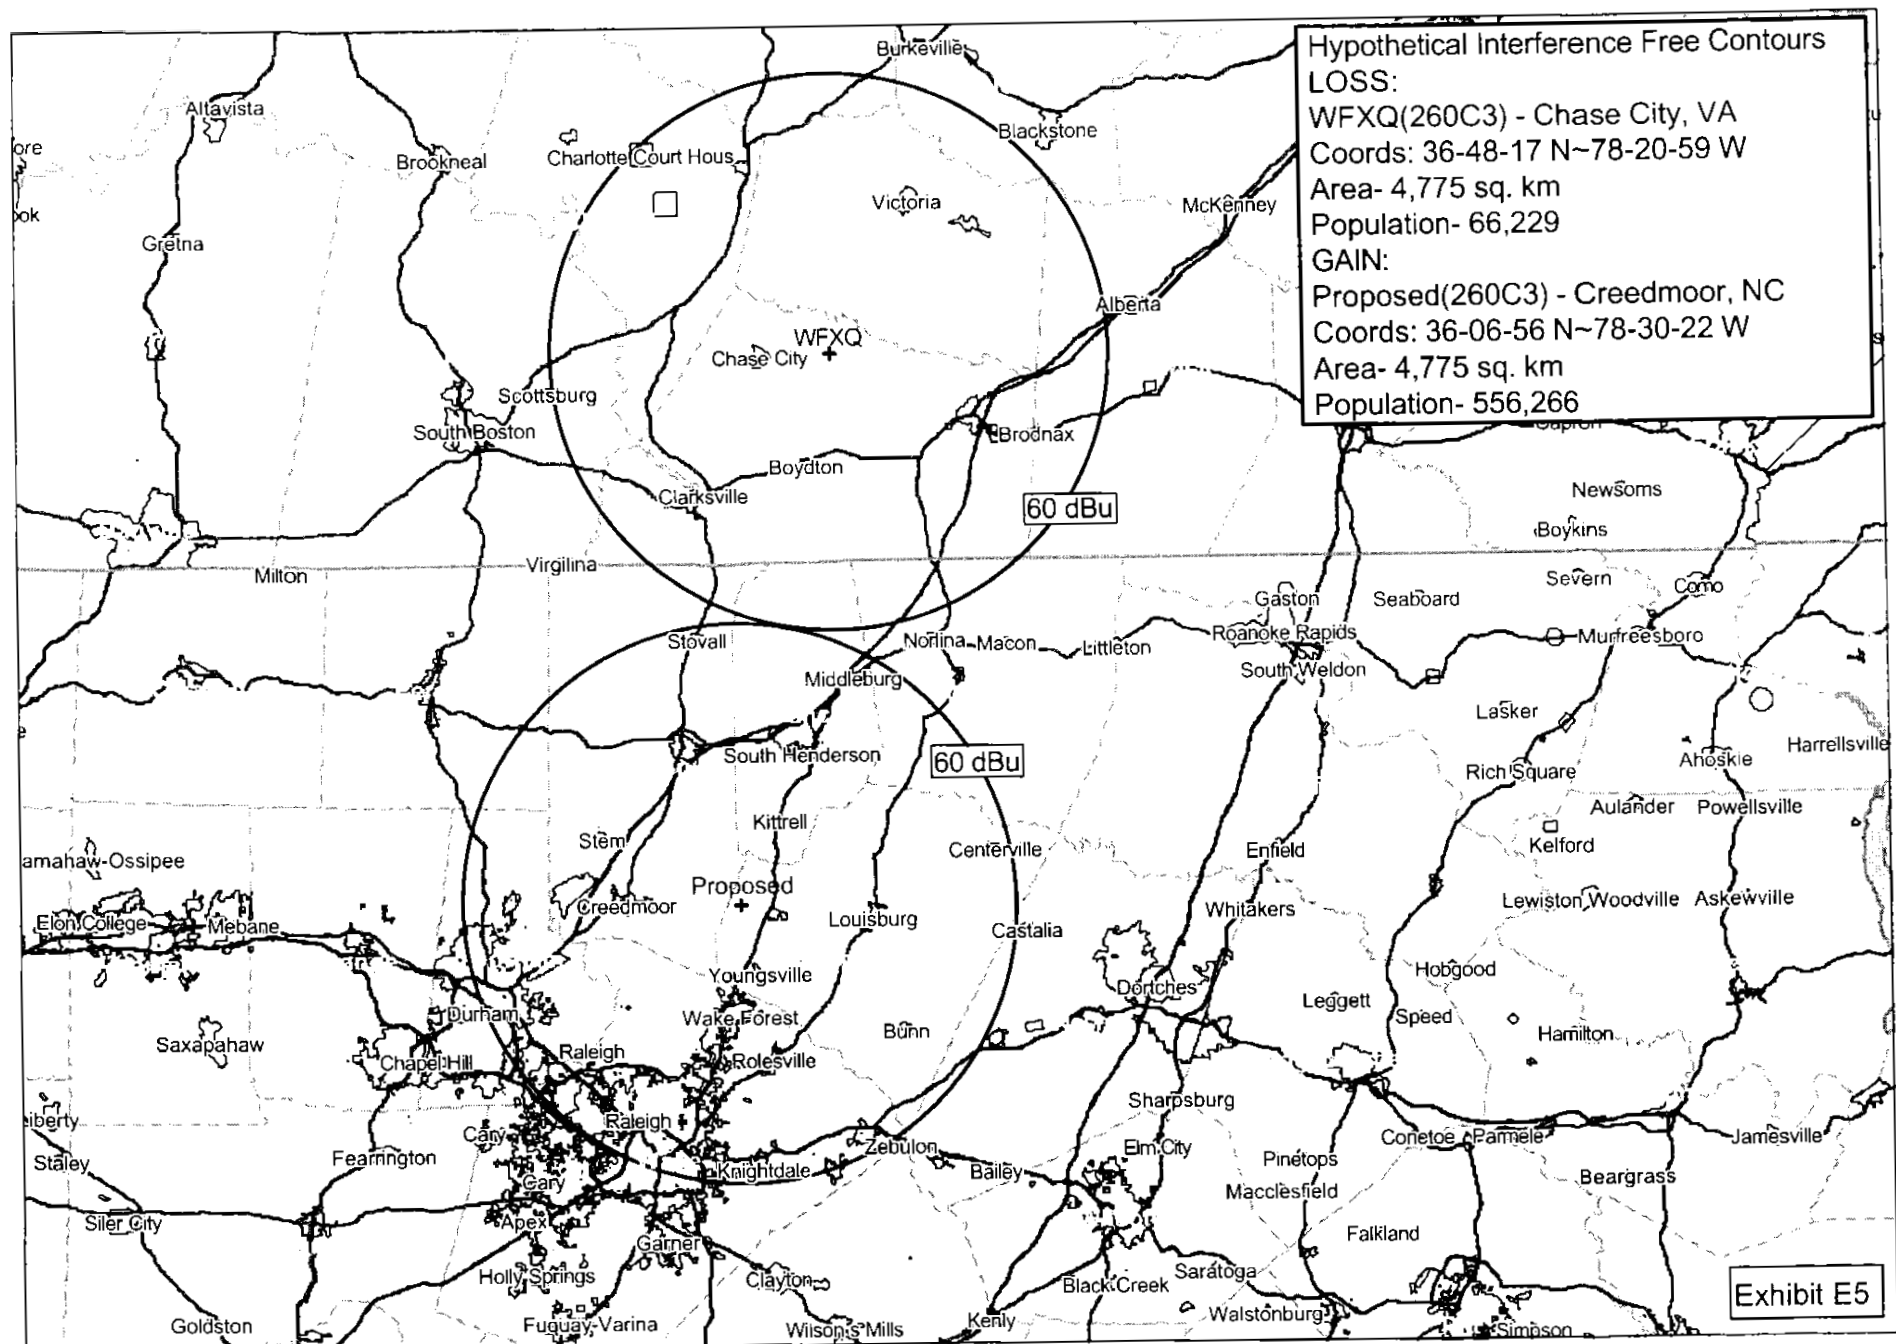 Hypothetical Interference Free Contours
LOSS:
WFXQ(260C3) - Chase City, VA
Coords: 36-48-17 N~78-20-59 W
Area- 4,775 sq. km
Population- 66,229
GAIN:
Proposed(260C3) - Creedmoor, NC
Coords: 36-06-56 N~78-30-22 W
Area- 4,775 sq. km
Population- 556,266
Burkeville
Altavista
Blackstone
ore
Brookneal
Charlotte Court Hous
Victoria
McKenney
ok
Gretna
Alberta
WFXQ
Chase City
Scottsburg
South Boston
Brodnax
Capron
Boydton
Clarksville
60 dBu
Newsoms
Boykins
Milton
Virgilina
Severn
Como
Gaston
Seaboard
Stovall
Norlina
Macon
Littleton
Roanoke Rapids
Murfreesboro
South Weldon
Middleburg
Lasker
South Henderson
60 dBu
Rich Square
Ahoskie
Harrellsville
Aulander
Powellsville
Kittrell
Stem
Centerville
Enfield
Kelford
amahaw-Ossipee
Proposed
Creedmoor
Louisburg
Whitakers
Lewiston Woodville
Askewville
Elon College
Mebane
Castalia
Youngsville
Hobgood
Dortches
Leggett
Durham
Wake Forest
Bunn
Speed
Hamilton
Saxapahaw
Chapel Hill
Raleigh
Rolesville
Sharpsburg
iberty
Cary
Raleigh
Zebulon
Elm City
Conetoe
Parmele
Jamesville
Staley
Fearrington
Knightdale
Bailey
Pinetops
Beargrass
Cary
Macclesfield
Siler City
Apex
Garner
Falkland
Holly Springs
Clayton
Black Creek
Saratoga
Exhibit E5
Goldston
Fuquay-Varina
Wilson's Mills
Kenly
Walstonburg
Simpson